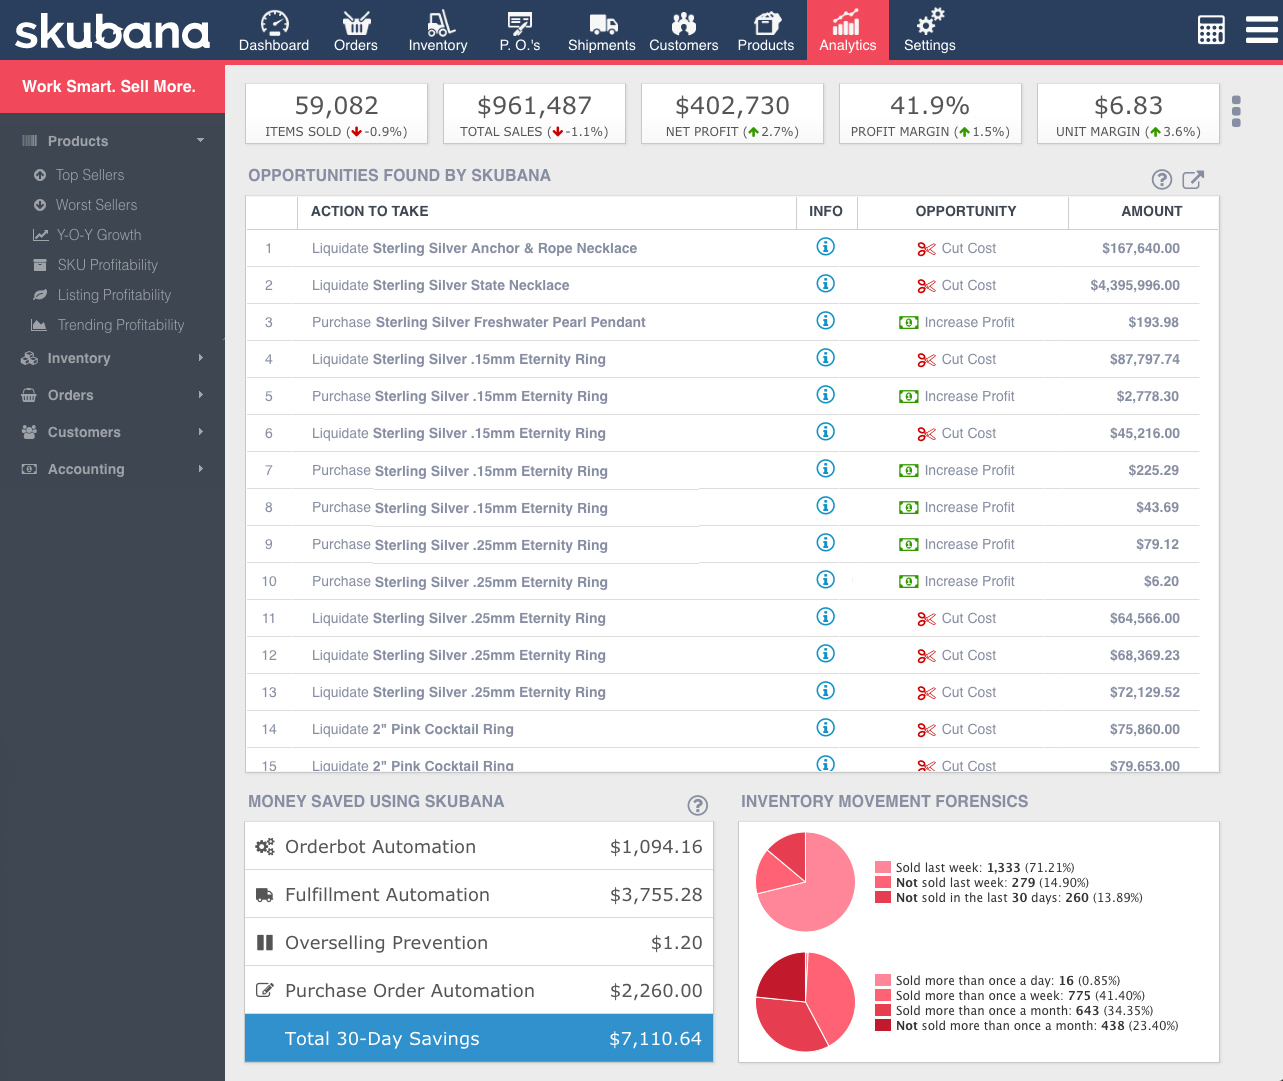 skubana
Dashboard Orders Inventory P. O.'s Shipments Customers Products Analytics Settings
Work Smart. Sell More.
Products
Top Sellers
Worst Sellers
Y-O-Y Growth
SKU Profitability
Listing Profitability
Trending Profitability
Inventory
Orders
Customers
Accounting
59,082
ITEMS SOLD (-0.9%)
$961,487
TOTAL SALES (-1.1%)
$402,730
NET PROFIT (2.7%)
41.9%
PROFIT MARGIN (1.5%)
$6.83
UNIT MARGIN (3.6%)
OPPORTUNITIES FOUND BY SKUBANA
ACTION TO TAKE INFO OPPORTUNITY AMOUNT
1 Liquidate Sterling Silver Anchor & Rope Necklace Cut Cost $167,640.00
2 Liquidate Sterling Silver State Necklace Cut Cost $4,395,996.00
3 Purchase Sterling Silver Freshwater Pearl Pendant Increase Profit $193.98
4 Liquidate Sterling Silver .15mm Eternity Ring Cut Cost $87,797.74
5 Purchase Sterling Silver .15mm Eternity Ring Increase Profit $2,778.30
6 Liquidate Sterling Silver .15mm Eternity Ring Cut Cost $45,216.00
7 Purchase Sterling Silver .15mm Eternity Ring Increase Profit $225.29
8 Purchase Sterling Silver .15mm Eternity Ring Increase Profit $43.69
9 Purchase Sterling Silver .25mm Eternity Ring Increase Profit $79.12
10 Purchase Sterling Silver .25mm Eternity Ring Increase Profit $6.20
11 Liquidate Sterling Silver .25mm Eternity Ring Cut Cost $64,566.00
12 Liquidate Sterling Silver .25mm Eternity Ring Cut Cost $68,369.23
13 Liquidate Sterling Silver .25mm Eternity Ring Cut Cost $72,129.52
14 Liquidate 2" Pink Cocktail Ring Cut Cost $75,860.00
15 Liquidate 2" Pink Cocktail Ring Cut Cost $79,653.00
MONEY SAVED USING SKUBANA
Orderbot Automation $1,094.16
Fulfillment Automation $3,755.28
Overselling Prevention $1.20
Purchase Order Automation $2,260.00
Total 30-Day Savings $7,110.64
INVENTORY MOVEMENT FORENSICS
Sold last week: 1,333 (71.21%)
Not sold last week: 279 (14.90%)
Not sold in the last 30 days: 260 (13.89%)
Sold more than once a day: 16 (0.85%)
Sold more than once a week: 775 (41.40%)
Sold more than once a month: 643 (34.35%)
Not sold more than once a month: 438 (23.40%)